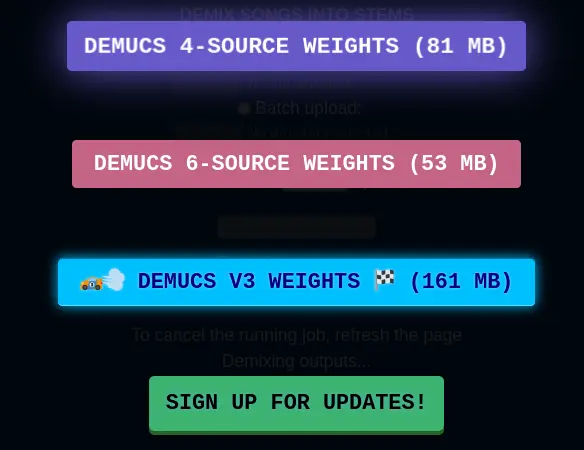 DEMIX SONGS INTO STEMS
DEMUCS 4-SOURCE WEIGHTS (81 MB)
Batch upload:
DEMUCS 6-SOURCE WEIGHTS (53 MB)
DEMUCS V3 WEIGHTS 🏁 (161 MB)
To cancel the running job, refresh the page
Demixing outputs...
SIGN UP FOR UPDATES!